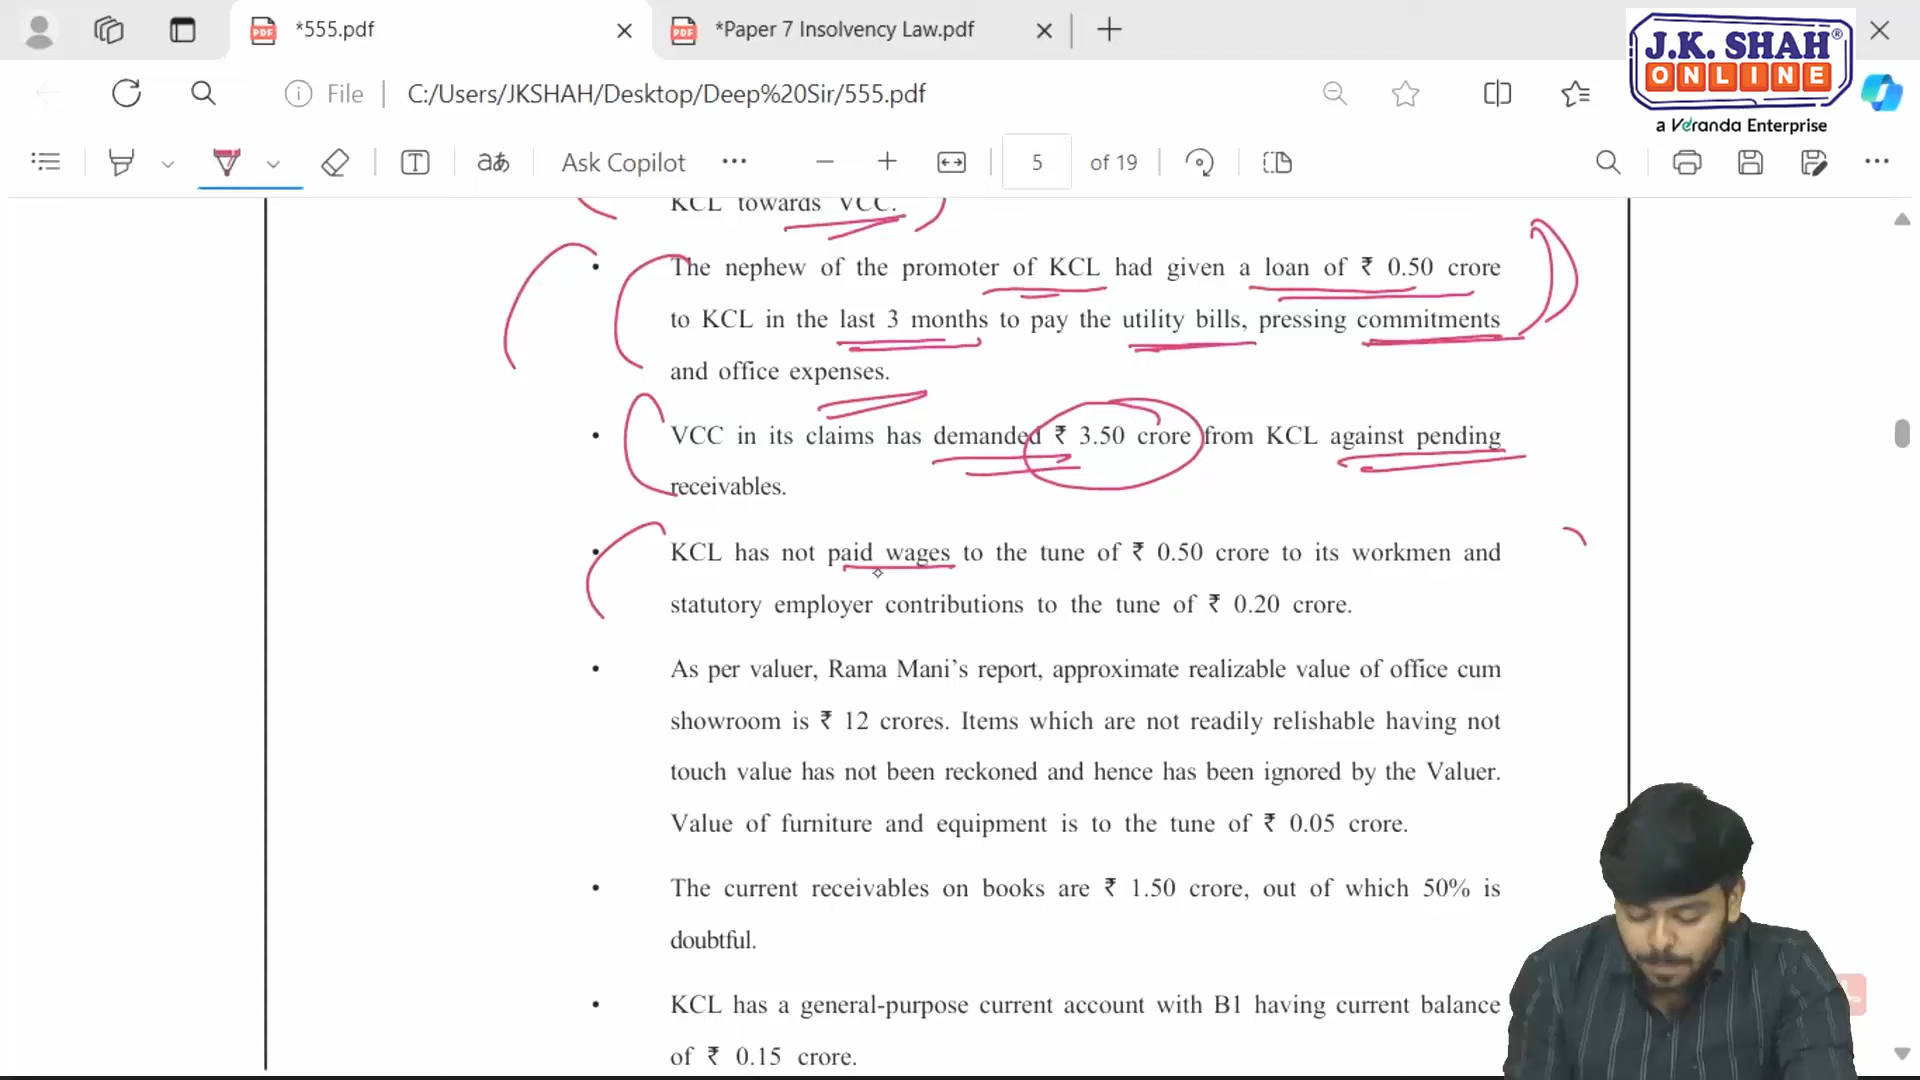 *555.pdf
*Paper 7 Insolvency Law.pdf
J.K. SHAH®
ONLINE
a Veranda Enterprise
File
C:/Users/JKSHAH/Desktop/Deep%20Sir/555.pdf
Ask Copilot
5 of 19
KCL towards VCC.
• The nephew of the promoter of KCL had given a loan of ₹ 0.50 crore
to KCL in the last 3 months to pay the utility bills, pressing commitments
and office expenses.
• VCC in its claims has demanded ₹ 3.50 crore from KCL against pending
receivables.
• KCL has not paid wages to the tune of ₹ 0.50 crore to its workmen and
statutory employer contributions to the tune of ₹ 0.20 crore.
• As per valuer, Rama Mani's report, approximate realizable value of office cum
showroom is ₹ 12 crores. Items which are not readily relishable having not
touch value has not been reckoned and hence has been ignored by the Valuer.
Value of furniture and equipment is to the tune of ₹ 0.05 crore.
• The current receivables on books are ₹ 1.50 crore, out of which 50% is
doubtful.
• KCL has a general-purpose current account with B1 having current balance
of ₹ 0.15 crore.